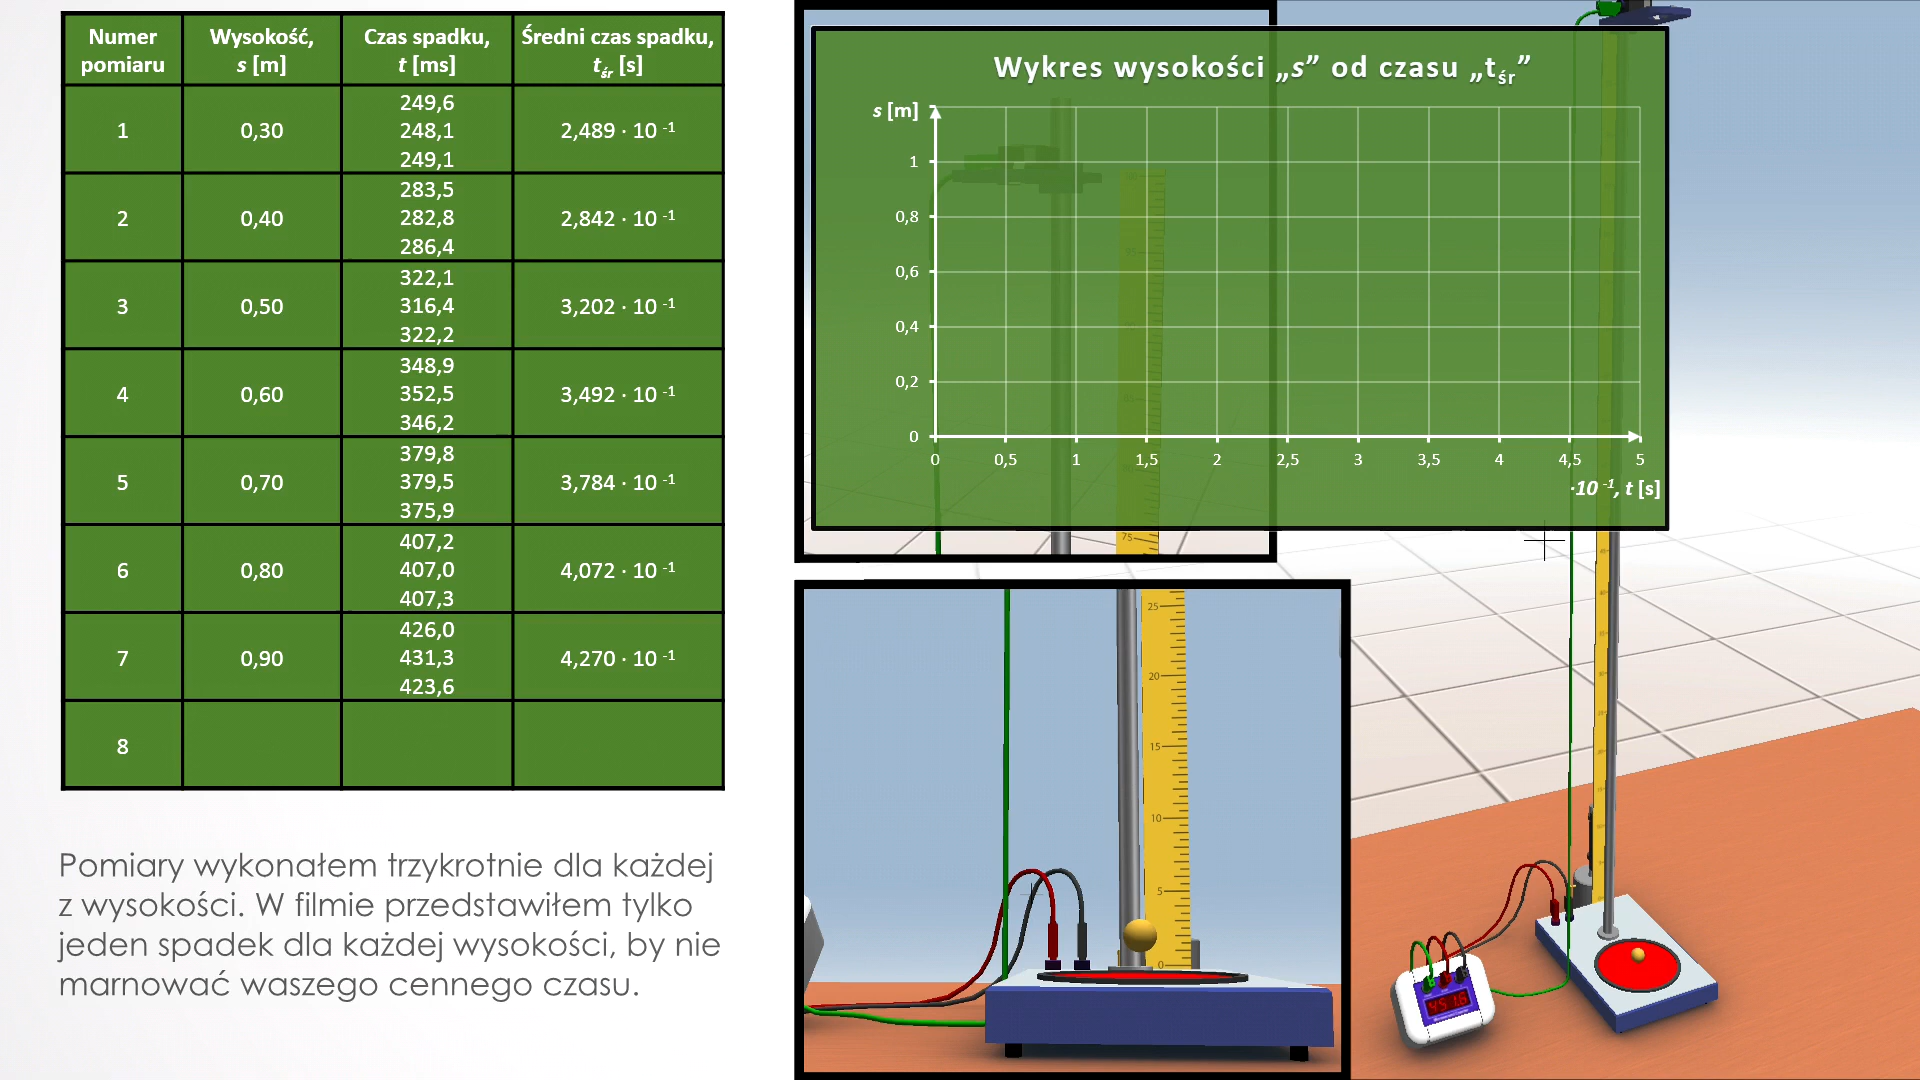 Numer pomiaru
Wysokość, s [m]
Czas spadku, t [ms]
Średni czas spadku, tśr [s]
1
0,30
249,6
248,1
249,1
2,489 · 10 -1
2
0,40
283,5
282,8
286,4
2,842 · 10 -1
3
0,50
322,1
316,4
322,2
3,202 · 10 -1
4
0,60
348,9
352,5
346,2
3,492 · 10 -1
5
0,70
379,8
379,5
375,9
3,784 · 10 -1
6
0,80
407,2
407,0
407,3
4,072 · 10 -1
7
0,90
426,0
431,3
423,6
4,270 · 10 -1
8
Pomiary wykonałem trzykrotnie dla każdej
z wysokości. W filmie przedstawiłem tylko
jeden spadek dla każdej wysokości, by nie
marnować waszego cennego czasu.
Wykres wysokości „s” od czasu „tśr”
s [m]
1
0,8
0,6
0,4
0,2
0
0 0,5 1 1,5 2 2,5 3 3,5 4 4,5 5
·10 -1, t [s]
75
25
20
15
10
5
0
451.6